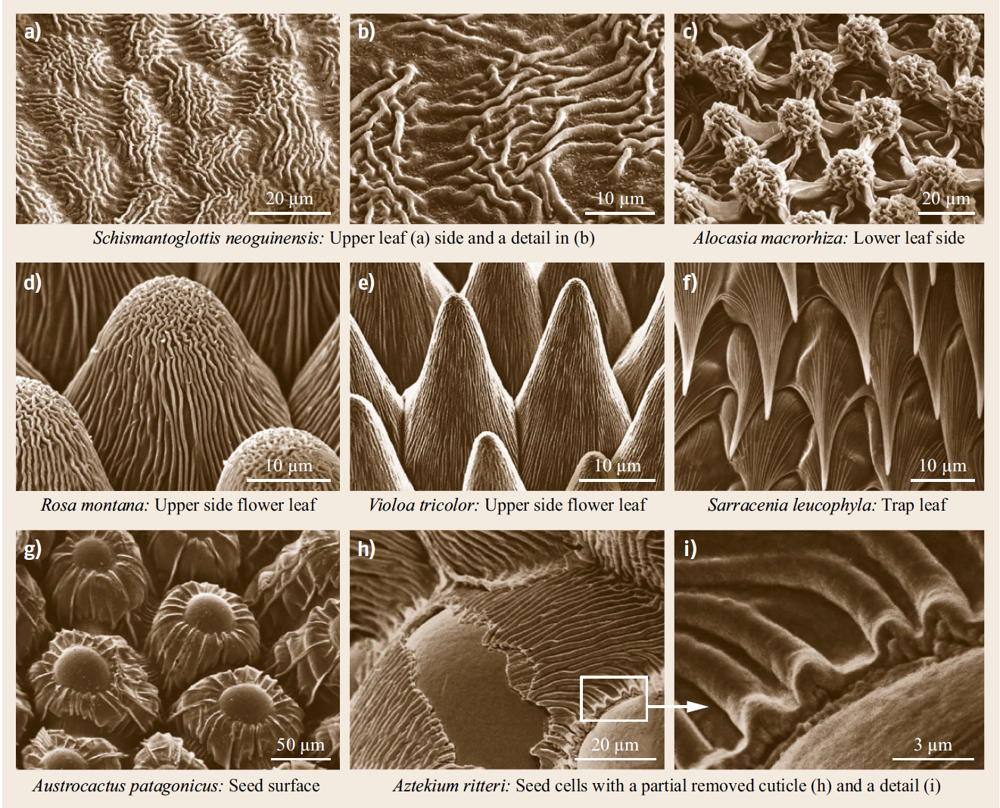 a)
b)
c)
20 µm
10 µm
20 µm
Schismantoglottis neoguinensis: Upper leaf (a) side and a detail in (b)
Alocasia macrorhiza: Lower leaf side
d)
e)
f)
10 µm
10 µm
10 µm
Rosa montana: Upper side flower leaf
Violoa tricolor: Upper side flower leaf
Sarracenia leucophyla: Trap leaf
g)
h)
i)
50 µm
20 µm
3 µm
Austrocactus patagonicus: Seed surface
Aztekium ritteri: Seed cells with a partial removed cuticle (h) and a detail (i)